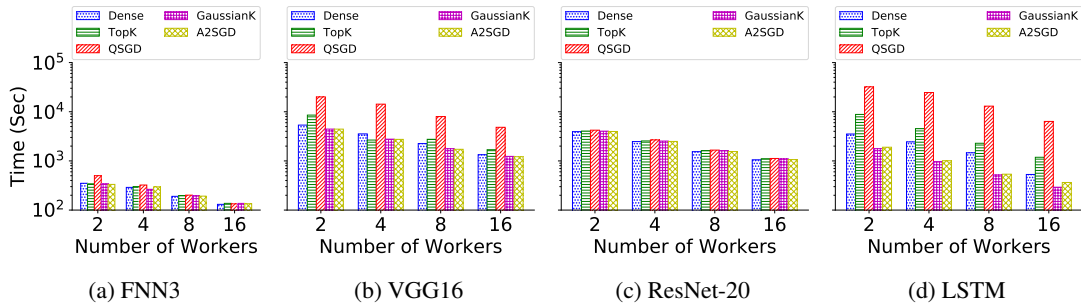 Dense
TopK
QSGD
GaussianK
A2SGD
Dense
TopK
QSGD
GaussianK
A2SGD
Dense
TopK
QSGD
GaussianK
A2SGD
Dense
TopK
QSGD
GaussianK
A2SGD
Time (Sec)
10^5
10^4
10^3
10^2
2 4 8 16
2 4 8 16
2 4 8 16
2 4 8 16
Number of Workers
Number of Workers
Number of Workers
Number of Workers
(a) FNN3
(b) VGG16
(c) ResNet-20
(d) LSTM